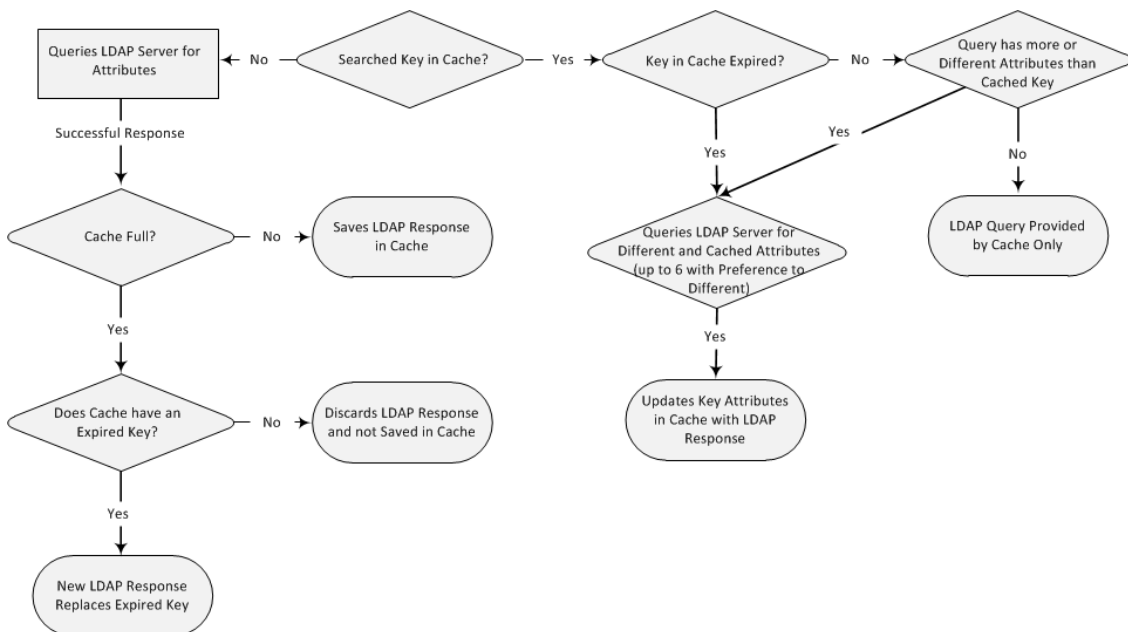 Queries LDAP Server for
Attributes
No
Searched Key in Cache?
Yes
Key in Cache Expired?
No
Query has more or
Different Attributes than
Cached Key
Successful Response
Yes
Yes
No
Cache Full?
No
Saves LDAP Response
in Cache
Queries LDAP Server for
Different and Cached Attributes
(up to 6 with Preference to
Different)
LDAP Query Provided
by Cache Only
Yes
Yes
Does Cache have an
Expired Key?
No
Discards LDAP Response
and not Saved in Cache
Updates Key Attributes
in Cache with LDAP
Response
Yes
New LDAP Response
Replaces Expired Key